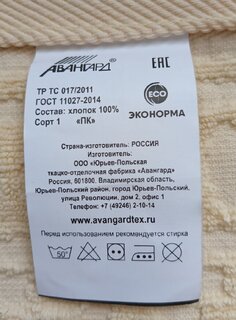 АВАНГАРД
EAC
ТР ТС 017/2011
ГОСТ 11027-2014
Состав: хлопок 100%
Сорт 1 «ПК»
ECO
ЭКОНОРМА
Страна-изготовитель: РОССИЯ
Изготовитель:
ООО «Юрьев-Польская
ткацко-отделочная фабрика «Авангард»
Россия, 601800, Владимирская область,
Юрьев-Польский район, город Юрьев-Польский,
улица Революции, дом 2, офис 1
Телефон: +7 (49246) 2-10-14
www.avangardtex.ru
Перед использованием рекомендуется стирка
50°